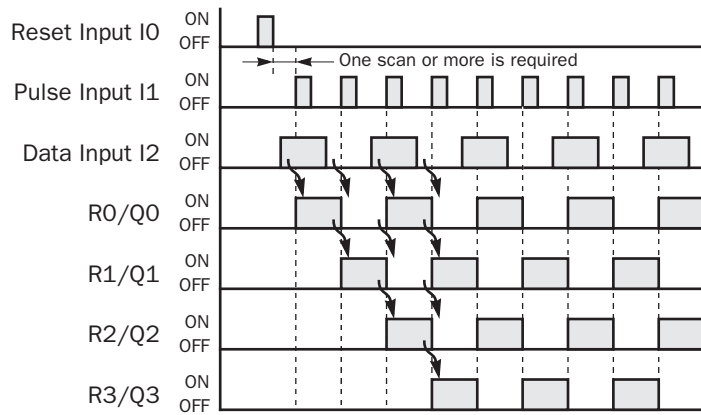 Reset Input I0 ON
OFF
One scan or more is required
Pulse Input I1 ON
OFF
Data Input I2 ON
OFF
R0/Q0 ON
OFF
R1/Q1 ON
OFF
R2/Q2 ON
OFF
R3/Q3 ON
OFF